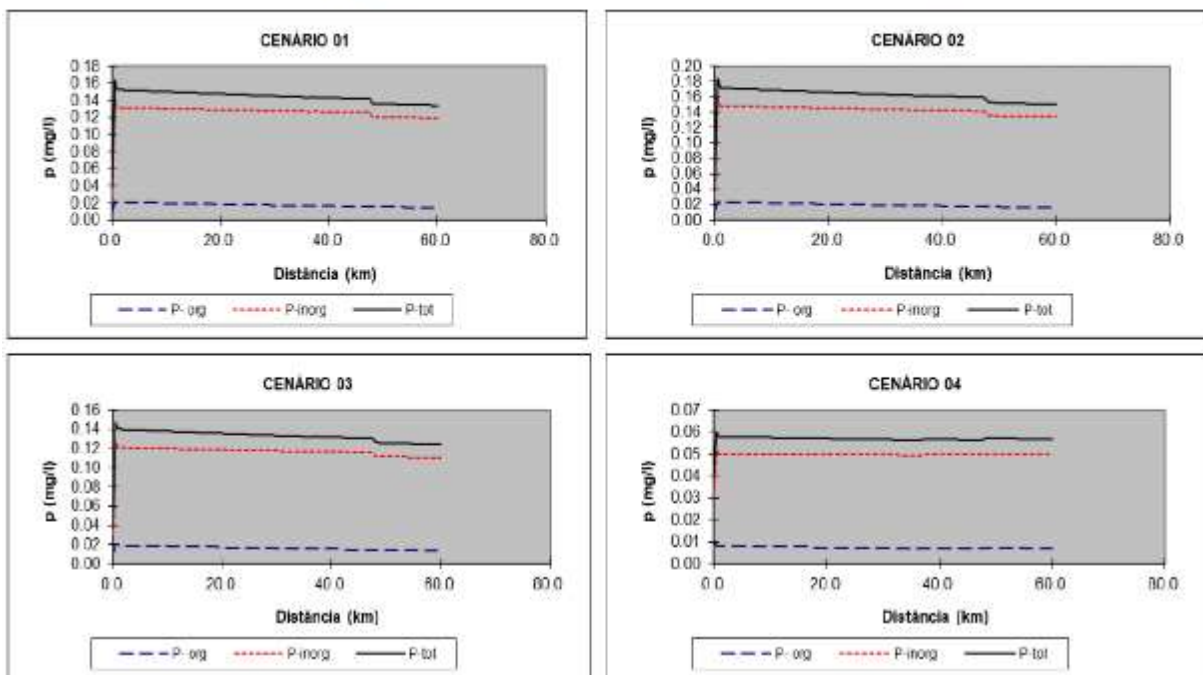 CENÁRIO 01
0.18
0.16
0.14
0.12
0.10
0.08
0.06
0.04
0.02
0.00
p (mg/l)
0.0 20.0 40.0 60.0 80.0
Distância (km)
P- org P-inorg P-tot
CENÁRIO 02
0.20
0.18
0.16
0.14
0.12
0.10
0.08
0.06
0.04
0.02
0.00
p (mg/l)
0.0 20.0 40.0 60.0 80.0
Distância (km)
P- org P-inorg P-tot
CENÁRIO 03
0.16
0.14
0.12
0.10
0.08
0.06
0.04
0.02
0.00
p (mg/l)
0.0 20.0 40.0 60.0 80.0
Distância (km)
P- org P-inorg P-tot
CENÁRIO 04
0.07
0.06
0.05
0.04
0.03
0.02
0.01
0.00
p (mg/l)
0.0 20.0 40.0 60.0 80.0
Distância (km)
P- org P-inorg P-tot